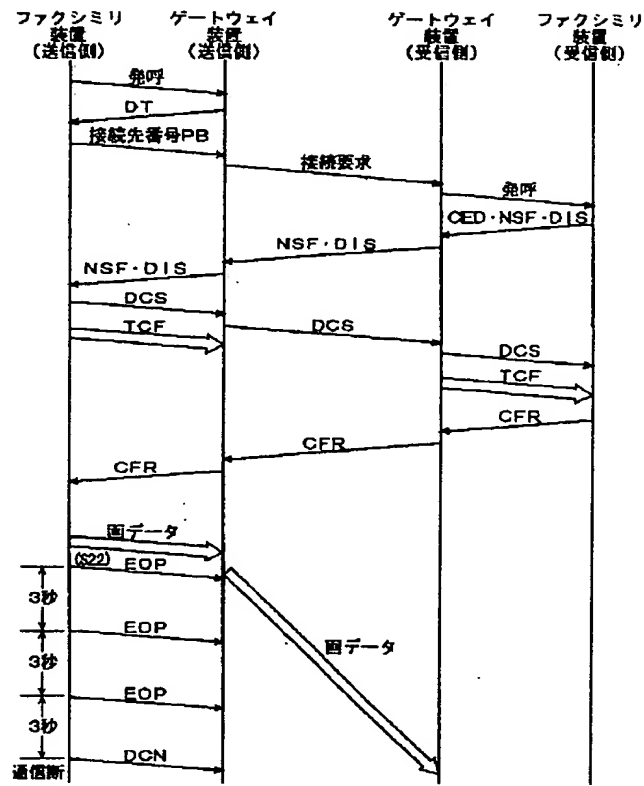 ファクシミリ
装置
(送信側)
ゲートウェイ
装置
(送信側)
ゲートウェイ
装置
(受信側)
ファクシミリ
装置
(受信側)
発呼
DT
接続先番号PB
接続要求
発呼
CED・NSF・DIS
NSF・DIS
NSF・DIS
DCS
TCF
DCS
DCS
TCF
CFR
CFR
CFR
画データ
(S22)
EOP
3秒
画データ
EOP
3秒
EOP
3秒
DCN
通信断